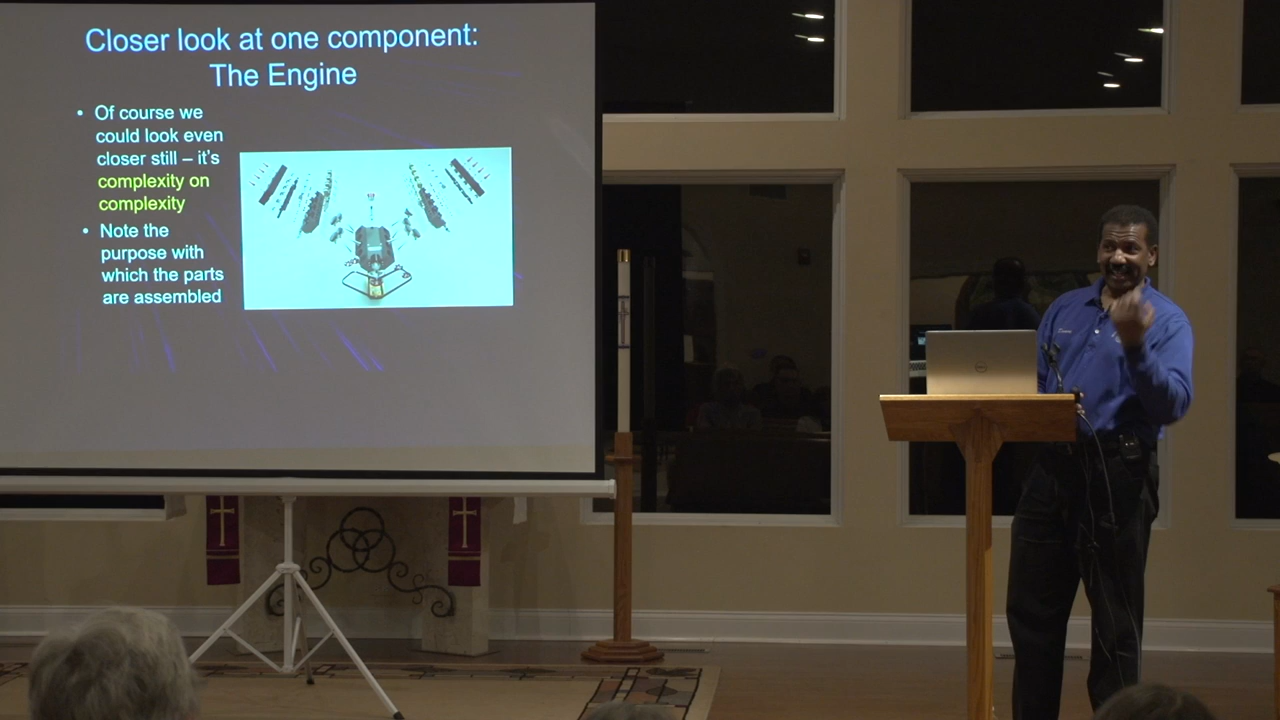 Closer look at one component:
The Engine
• Of course we
could look even
closer still – it's
complexity on
complexity
• Note the
purpose with
which the parts
are assembled
DELL